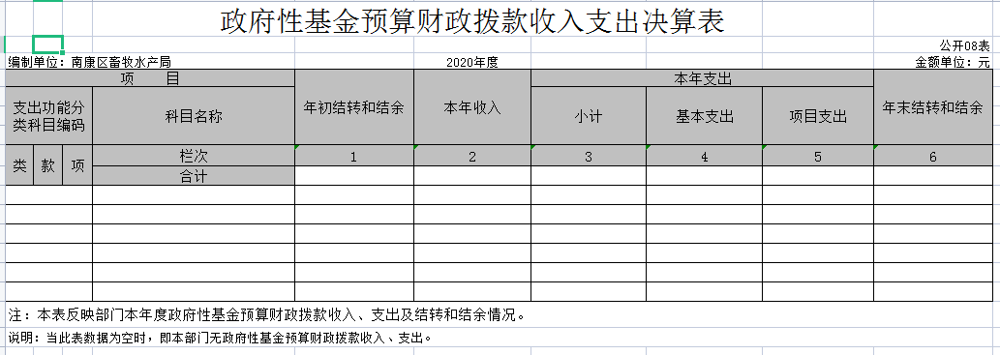 政府性基金预算财政拨款收入支出决算表
公开08表
编制单位：南康区畜牧水产局 2020年度 金额单位：元
项 目 年初结转和结余 本年收入 本年支出 年末结转和结余
支出功能分类科目编码 科目名称 小计 基本支出 项目支出
类 款 项 栏次 1 2 3 4 5 6
合计
注：本表反映部门本年度政府性基金预算财政拨款收入、支出及结转和结余情况。
说明：当此表数据为空时，即本部门无政府性基金预算财政拨款收入、支出。